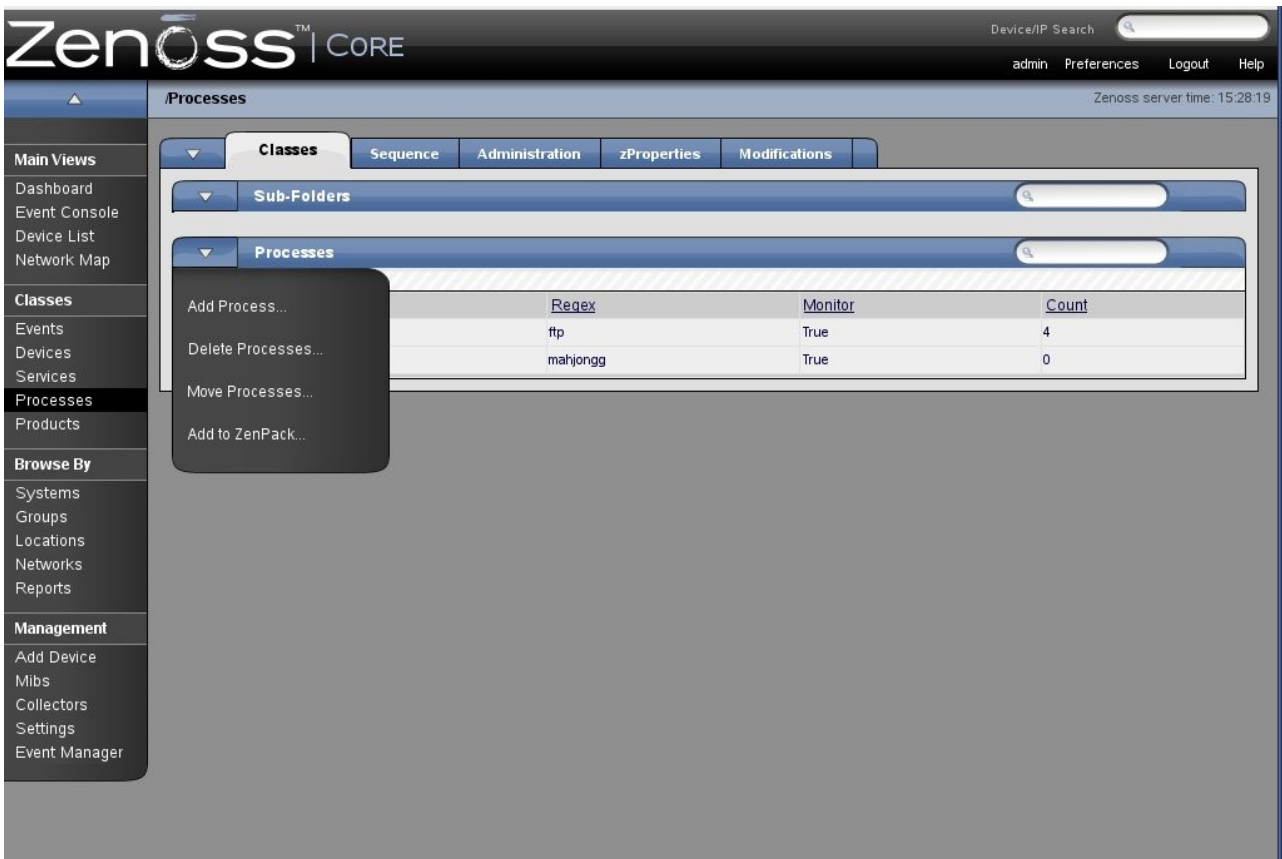 Zenoss™ | CORE
Device/IP Search
admin Preferences Logout Help
/Processes
Zenoss server time: 15:28:19
Main Views
Dashboard
Event Console
Device List
Network Map
Classes
Events
Devices
Services
Processes
Products
Browse By
Systems
Groups
Locations
Networks
Reports
Management
Add Device
Mibs
Collectors
Settings
Event Manager
Classes Sequence Administration zProperties Modifications
Sub-Folders
Processes
Add Process...
Delete Processes...
Move Processes...
Add to ZenPack...
Regex Monitor Count
ftp True 4
mahjongg True 0